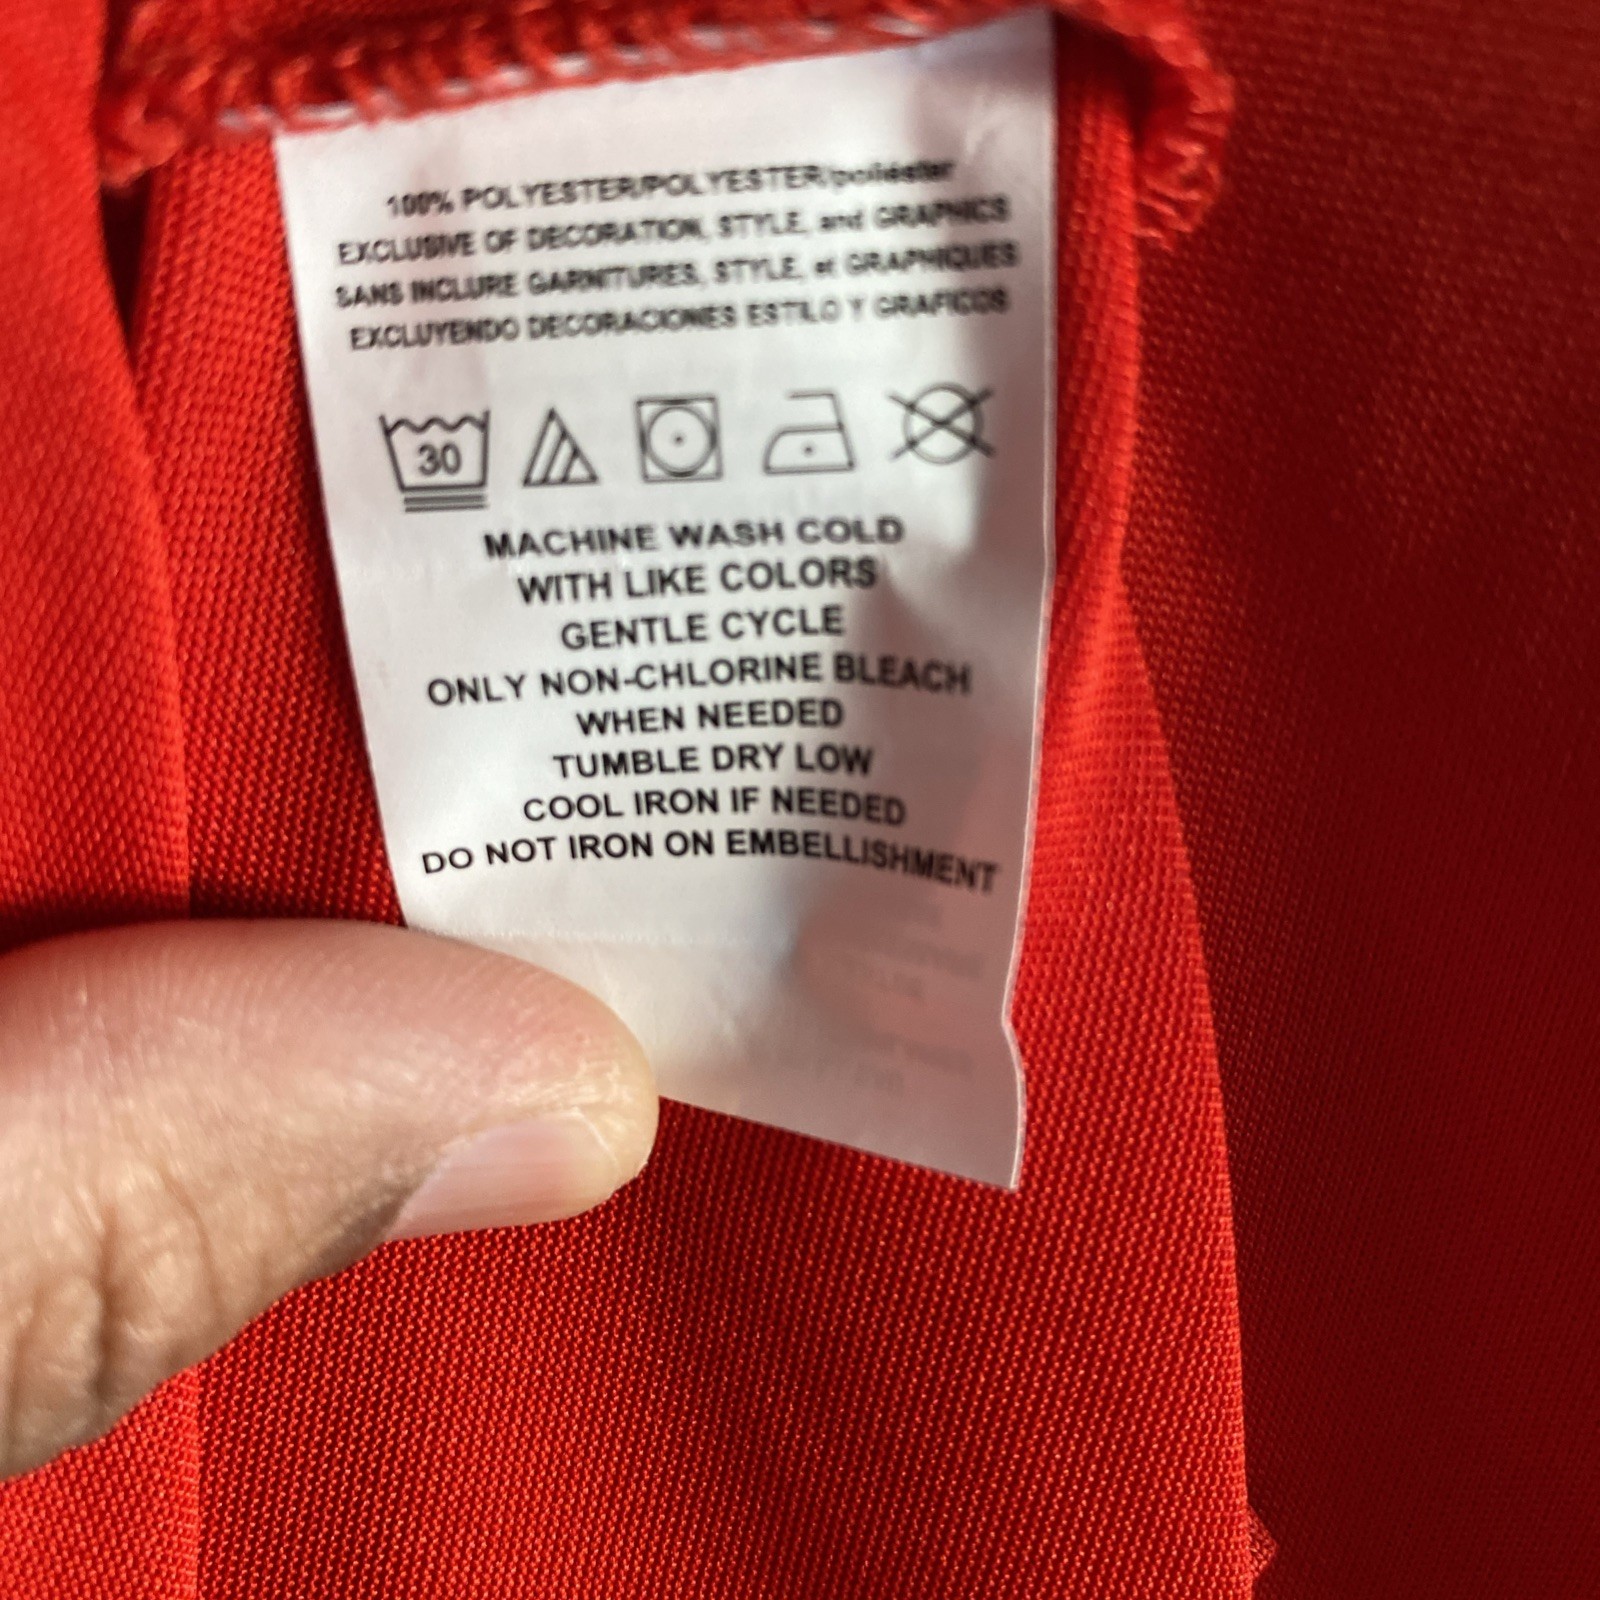 100% POLYESTER/POLYESTER/poliéster
EXCLUSIVE OF DECORATION, STYLE, and GRAPHICS
SANS INCLURE GARNITURES, STYLE, et GRAPHIQUES
EXCLUYENDO DECORACIONES ESTILO Y GRAFICOS
30
MACHINE WASH COLD
WITH LIKE COLORS
GENTLE CYCLE
ONLY NON-CHLORINE BLEACH
WHEN NEEDED
TUMBLE DRY LOW
COOL IRON IF NEEDED
DO NOT IRON ON EMBELLISHMENT